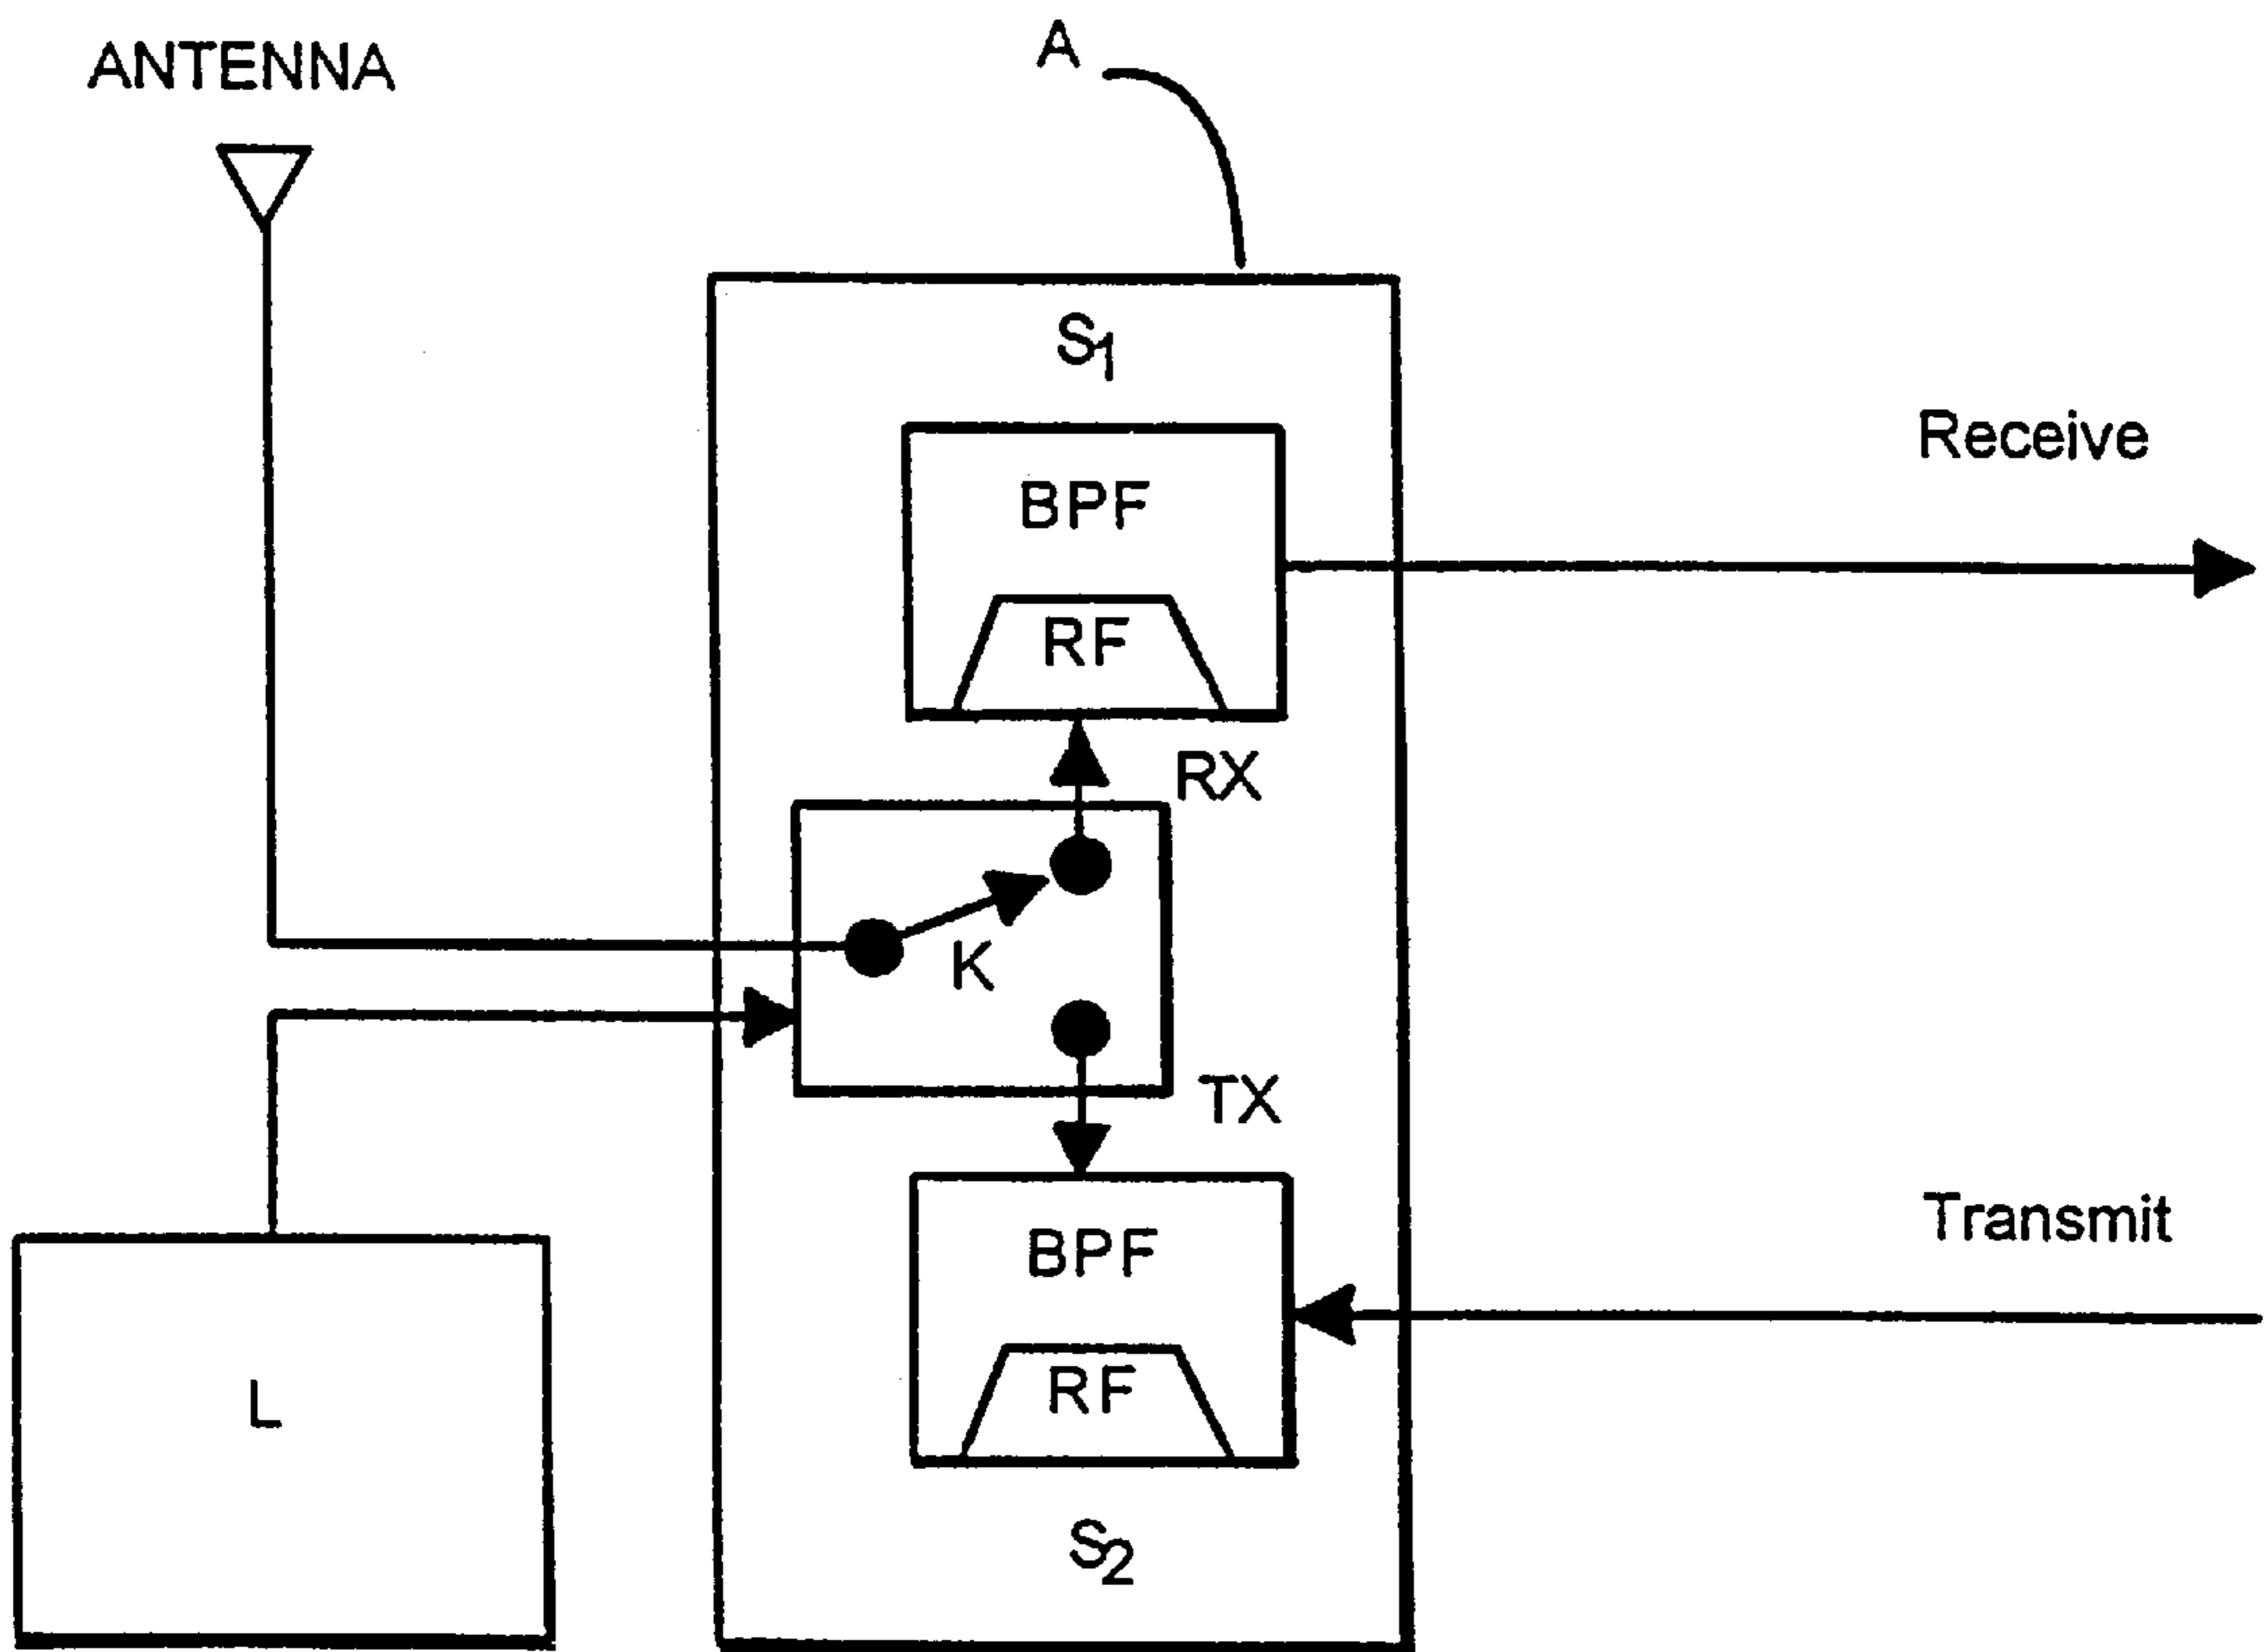 ANTENNA
A
S1
BPF
RF
Receive
RX
K
TX
BPF
RF
Transmit
L
S2